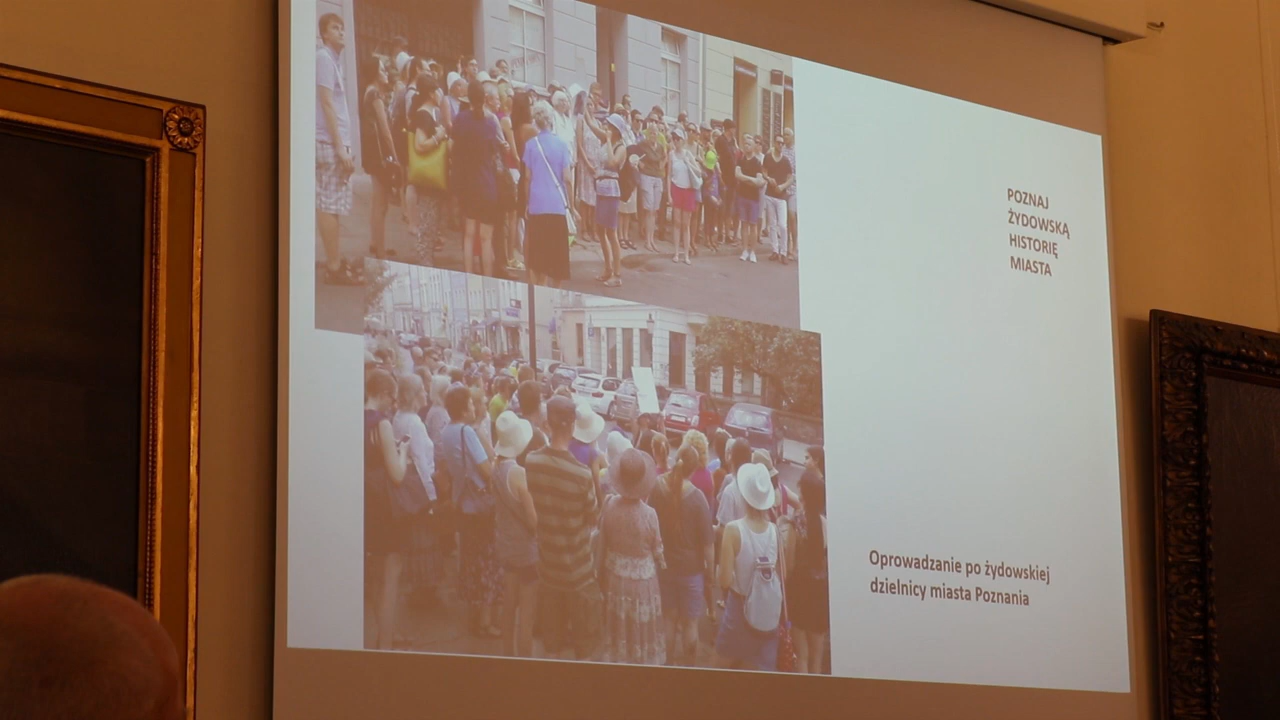 POZNAJ
ŻYDOWSKĄ
HISTORIĘ
MIASTA
Oprowadzanie po żydowskiej
dzielnicy miasta Poznania